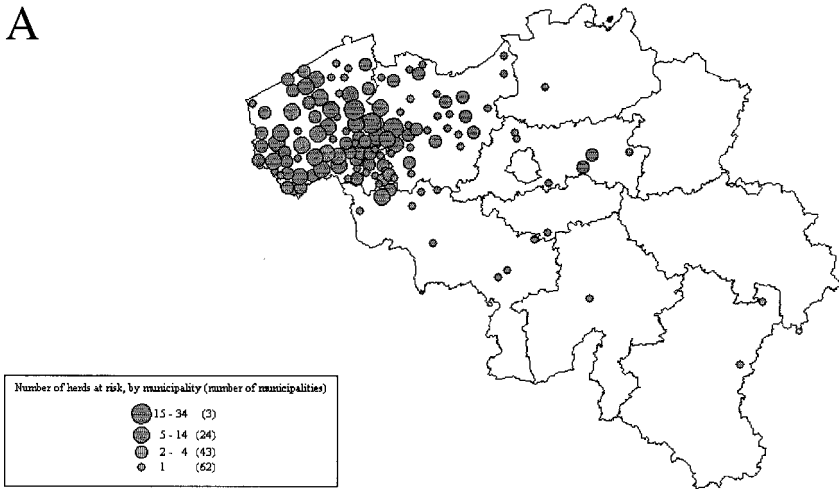 A
Number of herds at risk, by municipality (number of municipalities)
15 - 34 (3)
5 - 14 (24)
2 - 4 (43)
1 (62)